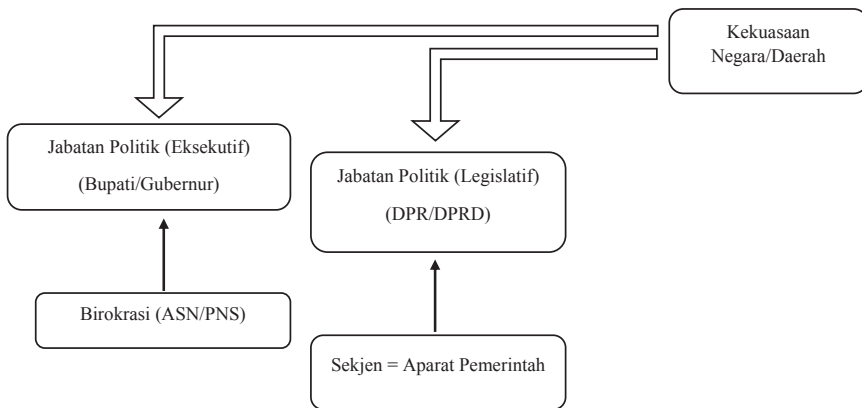 Kekuasaan
Negara/Daerah
Jabatan Politik (Eksekutif)
(Bupati/Gubernur)
Jabatan Politik (Legislatif)
(DPR/DPRD)
Birokrasi (ASN/PNS)
Sekjen = Aparat Pemerintah